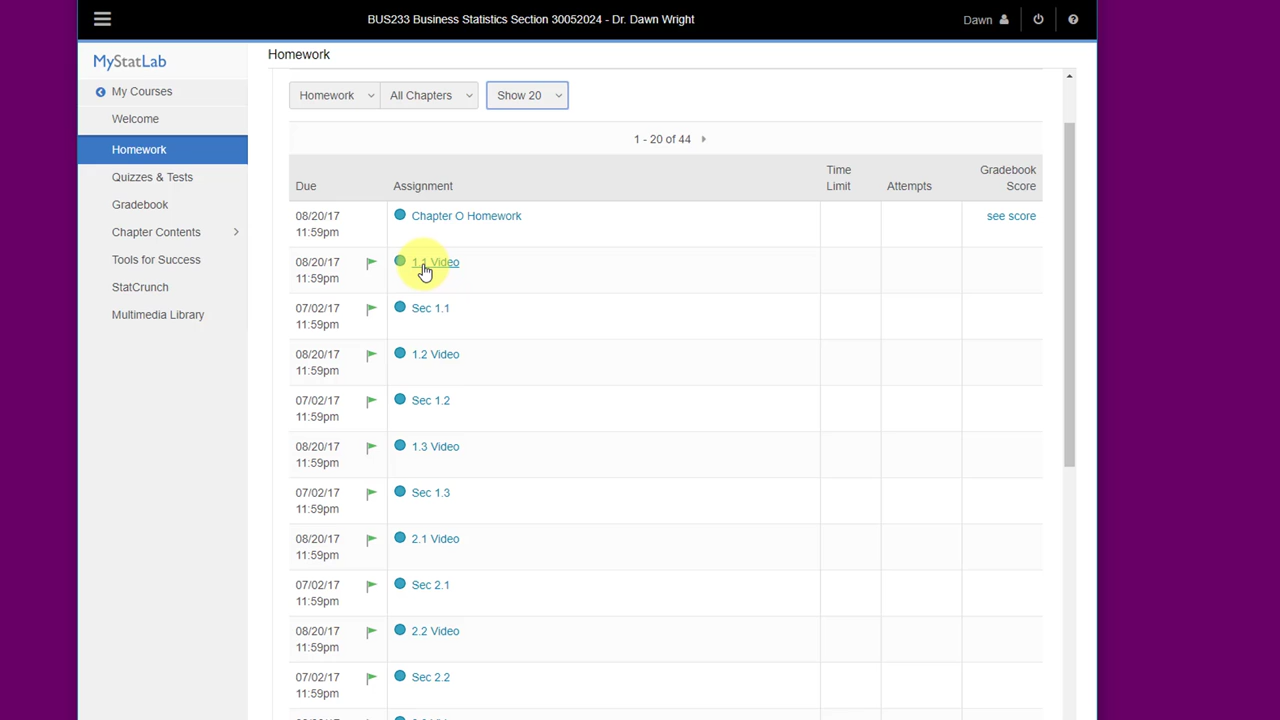 BUS233 Business Statistics Section 30052024 - Dr. Dawn Wright
Dawn
MyStatLab
My Courses
Welcome
Homework
Quizzes & Tests
Gradebook
Chapter Contents
Tools for Success
StatCrunch
Multimedia Library
Homework
Homework All Chapters Show 20
1 - 20 of 44
Due Assignment Time Limit Attempts Gradebook Score
08/20/17 11:59pm Chapter O Homework see score
08/20/17 11:59pm 1.1 Video
07/02/17 11:59pm Sec 1.1
08/20/17 11:59pm 1.2 Video
07/02/17 11:59pm Sec 1.2
08/20/17 11:59pm 1.3 Video
07/02/17 11:59pm Sec 1.3
08/20/17 11:59pm 2.1 Video
07/02/17 11:59pm Sec 2.1
08/20/17 11:59pm 2.2 Video
07/02/17 11:59pm Sec 2.2